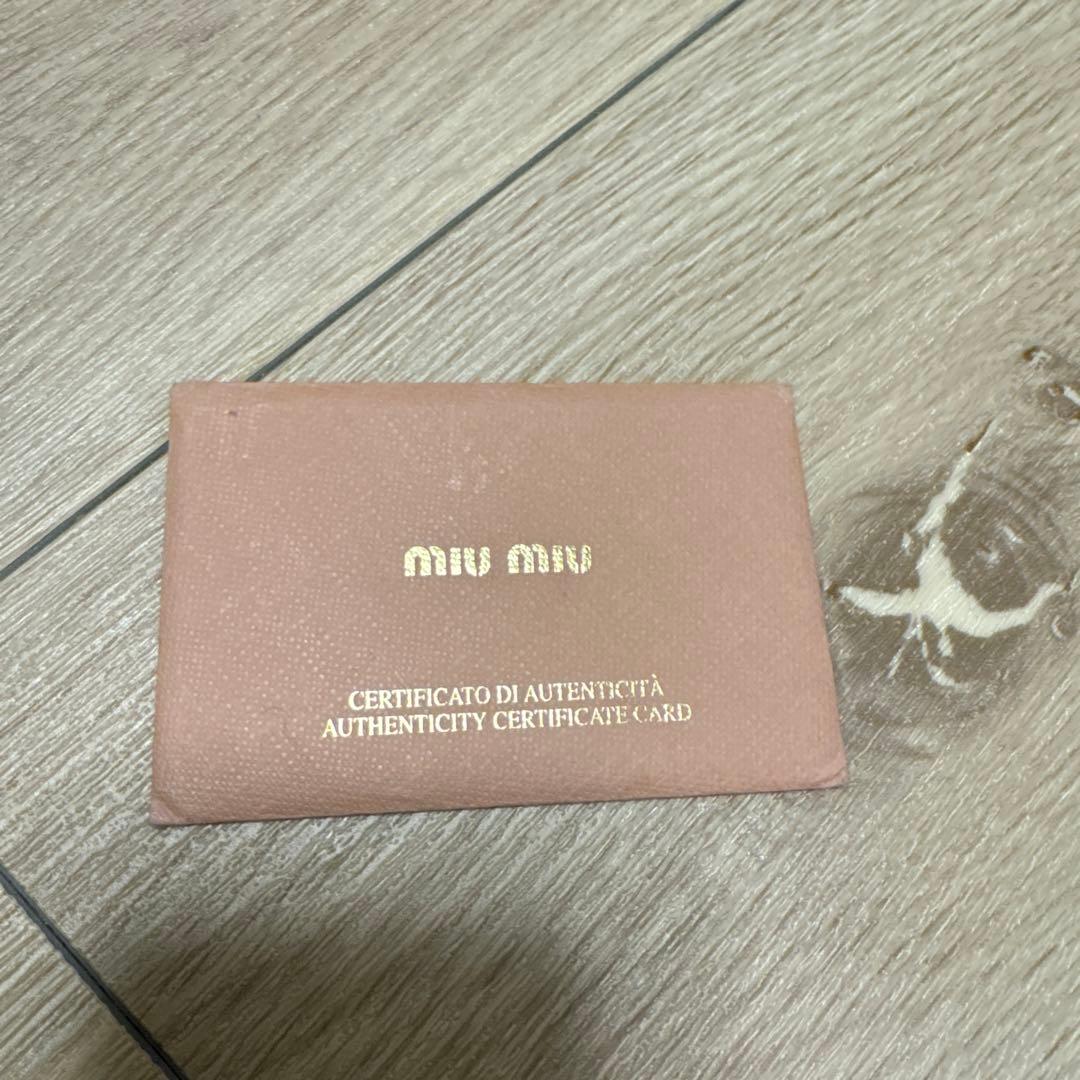 miu miu
CERTIFICATO DI AUTENTICITÀ
AUTHENTICITY CERTIFICATE CARD